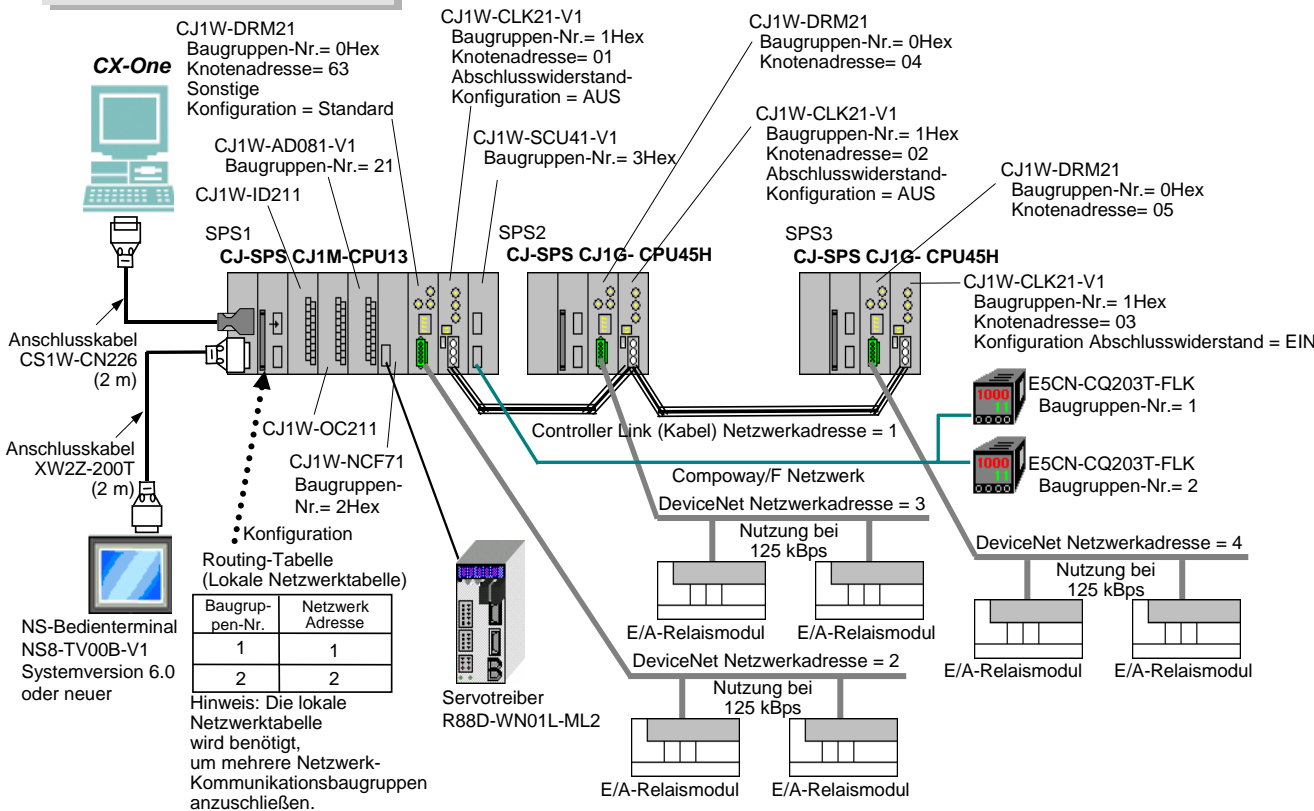 CJ1W-DRM21
Baugruppen-Nr.= 0Hex
Knotenadresse= 63
Sonstige
Konfiguration = Standard
CJ1W-CLK21-V1
Baugruppen-Nr.= 1Hex
Knotenadresse= 01
Abschlusswiderstand-
Konfiguration = AUS
CJ1W-DRM21
Baugruppen-Nr.= 0Hex
Knotenadresse= 04
CX-One
CJ1W-AD081-V1
Baugruppen-Nr.= 21
CJ1W-SCU41-V1
Baugruppen-Nr.= 3Hex
CJ1W-CLK21-V1
Baugruppen-Nr.= 1Hex
Knotenadresse= 02
Abschlusswiderstand-
Konfiguration = AUS
CJ1W-DRM21
Baugruppen-Nr.= 0Hex
Knotenadresse= 05
CJ1W-ID211
SPS1
CJ-SPS CJ1M-CPU13
SPS2
CJ-SPS CJ1G- CPU45H
SPS3
CJ-SPS CJ1G- CPU45H
CJ1W-CLK21-V1
Baugruppen-Nr.= 1Hex
Knotenadresse= 03
Konfiguration Abschlusswiderstand = EIN
Anschlusskabel
CS1W-CN226
(2 m)
Anschlusskabel
XW2Z-200T
(2 m)
CJ1W-OC211
CJ1W-NCF71
Baugruppen-
Nr.= 2Hex
Controller Link (Kabel) Netzwerkadresse = 1
1000
11
E5CN-CQ203T-FLK
Baugruppen-Nr.= 1
1000
11
E5CN-CQ203T-FLK
Baugruppen-Nr.= 2
Compoway/F Netzwerk
DeviceNet Netzwerkadresse = 3
Nutzung bei
125 kBps
E/A-Relaismodul
E/A-Relaismodul
DeviceNet Netzwerkadresse = 4
Nutzung bei
125 kBps
E/A-Relaismodul
E/A-Relaismodul
DeviceNet Netzwerkadresse = 2
Nutzung bei
125 kBps
E/A-Relaismodul
E/A-Relaismodul
Konfiguration
Routing-Tabelle
(Lokale Netzwerktabelle)
Baugrup-
pen-Nr.
Netzwerk
Adresse
1 1
2 2
Hinweis: Die lokale
Netzwerktabelle
wird benötigt,
um mehrere Netzwerk-
Kommunikationsbaugruppen
anzuschließen.
NS-Bedienterminal
NS8-TV00B-V1
Systemversion 6.0
oder neuer
Servotreiber
R88D-WN01L-ML2